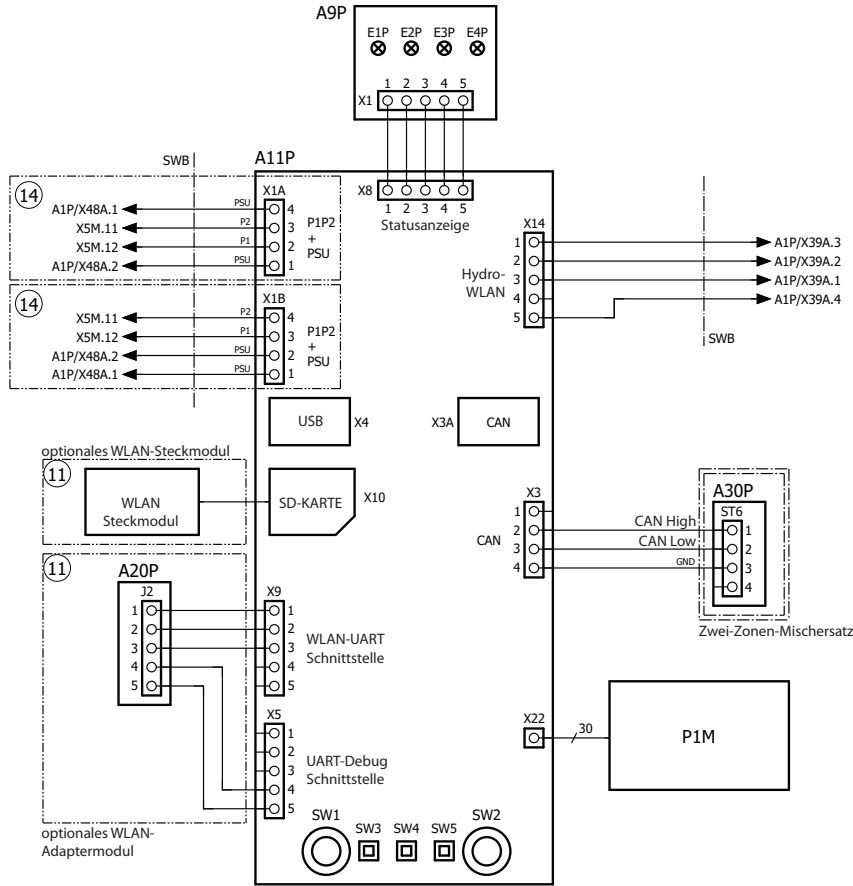 A9P
E1P E2P E3P E4P
1 2 3 4 5
X1
SWB
A11P
X8
1 2 3 4 5
Statusanzeige
14
X1A
A1P/X48A.1 PSU 4
X5M.11 P2 3
X5M.12 P1 2
A1P/X48A.2 PSU 1
P1P2
+
PSU
14
X1B
X5M.11 P2 4
X5M.12 P1 3
A1P/X48A.2 PSU 2
A1P/X48A.1 PSU 1
P1P2
+
PSU
X14
1 A1P/X39A.3
2 A1P/X39A.2
3 A1P/X39A.1
4 A1P/X39A.4
5
Hydro-
WLAN
SWB
USB X4
X3A CAN
optionales WLAN-Steckmodul
11
WLAN
Steckmodul
SD-KARTE X10
X3
1
2
3
4
CAN
CAN High
CAN Low
GND
A30P
ST6
1
2
3
4
Zwei-Zonen-Mischersatz
11
A20P
J2
1
2
3
4
5
X9
1
2
3
4
5
WLAN-UART
Schnittstelle
X5
1
2
3
4
5
UART-Debug
Schnittstelle
optionales WLAN-
Adaptermodul
X22
30
P1M
SW1 SW3 SW4 SW5 SW2